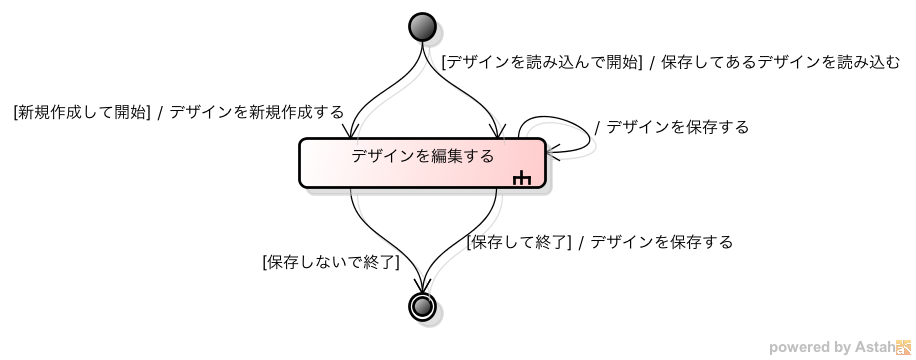 [デザインを読み込んで開始] / 保存してあるデザインを読み込む
[新規作成して開始] / デザインを新規作成する
/ デザインを保存する
デザインを編集する
[保存して終了] / デザインを保存する
[保存しないで終了]
powered by Astah